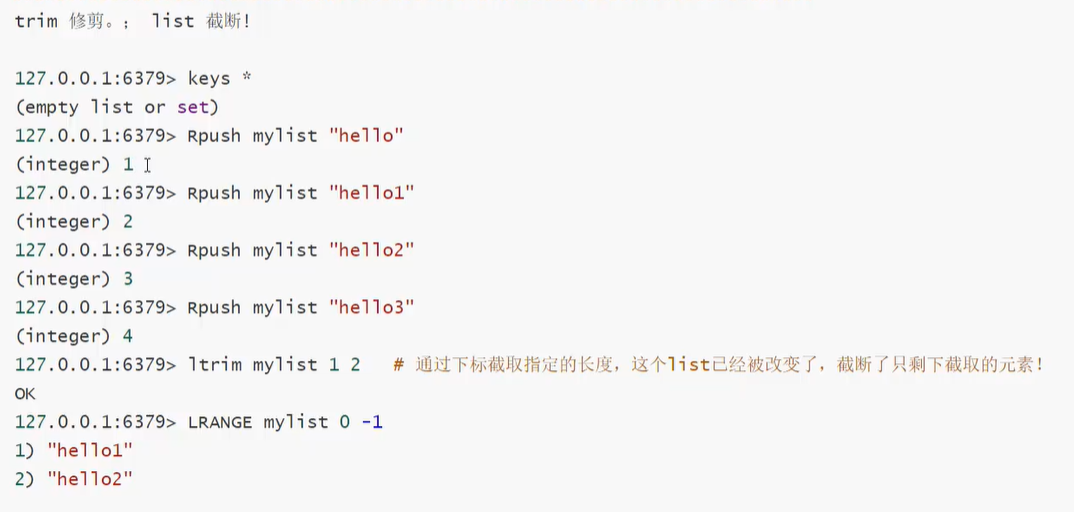 trim 修剪。; list 截断!
127.0.0.1:6379> keys *
(empty list or set)
127.0.0.1:6379> Rpush mylist "hello"
(integer) 1
127.0.0.1:6379> Rpush mylist "hello1"
(integer) 2
127.0.0.1:6379> Rpush mylist "hello2"
(integer) 3
127.0.0.1:6379> Rpush mylist "hello3"
(integer) 4
127.0.0.1:6379> ltrim mylist 1 2 # 通过下标截取指定的长度,这个list已经被改变了,截断了只剩下截取的元素!
OK
127.0.0.1:6379> LRANGE mylist 0 -1
1) "hello1"
2) "hello2"